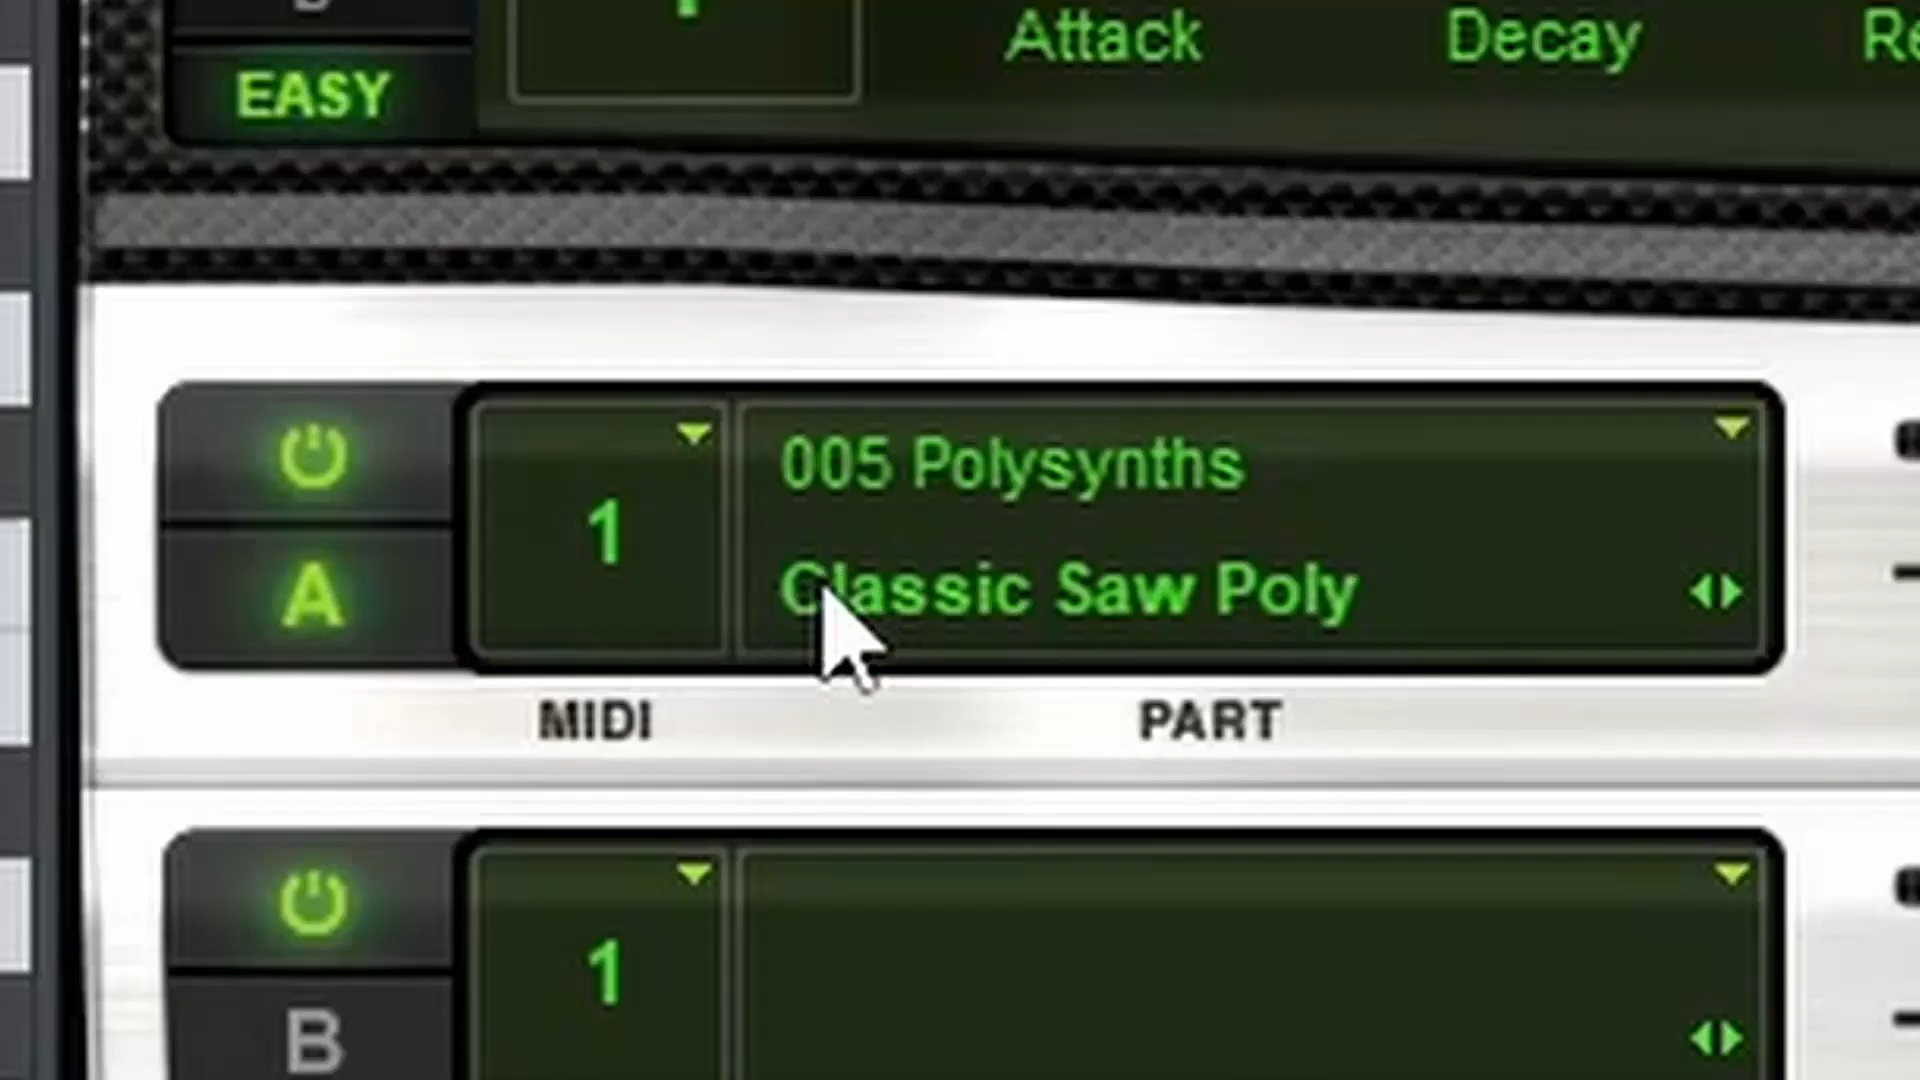 Attack Decay
EASY
005 Polysynths
1
A
Classic Saw Poly
MIDI PART
1
B